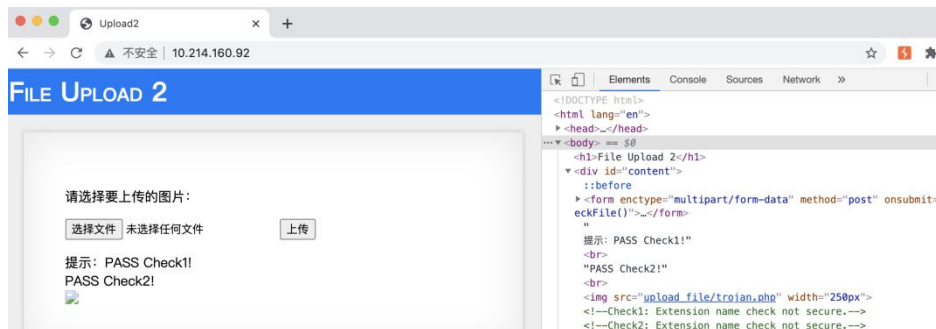 Upload2
不安全 | 10.214.160.92
FILE UPLOAD 2
请选择要上传的图片：
选择文件 未选择任何文件 上传
提示：PASS Check1!
PASS Check2!
Elements Console Sources Network »
<!DOCTYPE html>
<html lang="en">
▶<head>…</head>
…▼<body> == $0
<h1>File Upload 2</h1>
▼<div id="content">
::before
▶<form enctype="multipart/form-data" method="post" onsubmit=
eckFile()">…</form>
"
提示：PASS Check1!"
<br>
"PASS Check2!"
<br>
<img src="upload_file/trojan.php" width="250px">
<!--Check1: Extension name check not secure.-->
<!--Check2: Extension name check not secure.-->